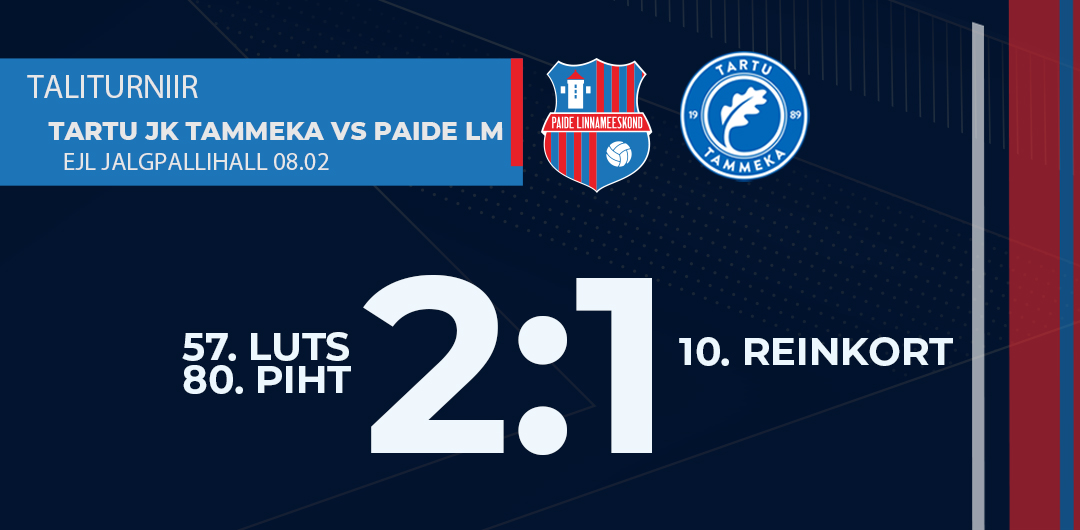 TALITURNIIR
TARTU JK TAMMEKA VS PAIDE LM
EJL JALGPALLIHALL 08.02
PAIDE LINNAMEESKOND
TARTU
19 89
TAMMEKA
57. LUTS
80. PIHT
2:1
10. REINKORT